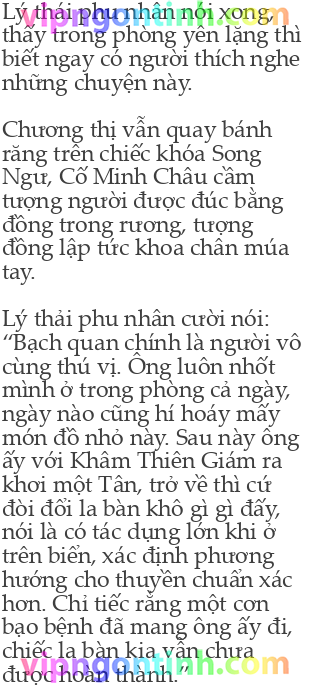 Lý thái phu nhân nói xong,
thấy trong phòng yên lặng thì
biết ngay có người thích nghe
những chuyện này.
Chương thị vẫn quay bánh
răng trên chiếc khóa Song
Ngư, Cố Minh Châu cầm
tượng người được đúc bằng
đồng trong rương, tượng
đồng lập tức khoa chân múa
tay.
Lý thải phu nhân cười nói:
“Bạch quan chính là người vô
cùng thú vị. Ông luôn nhốt
mình ở trong phòng cả ngày,
ngày nào cũng hí hoáy mấy
món đồ nhỏ này. Sau này ông
ấy với Khâm Thiên Giám ra
khơi một Tân, trở về thì cứ
đòi đổi la bàn khô gì gì đấy,
nói là có tác dụng lớn khi ở
trên biển, xác định phương
hướng cho thuyền chuẩn xác
hơn. Chỉ tiếc rằng một cơn
bạo bệnh đã mang ông ấy đi,
chiếc la bàn kia vẫn chưa
được hoàn thành.”
vipngontinh.com
vipngontinh.com